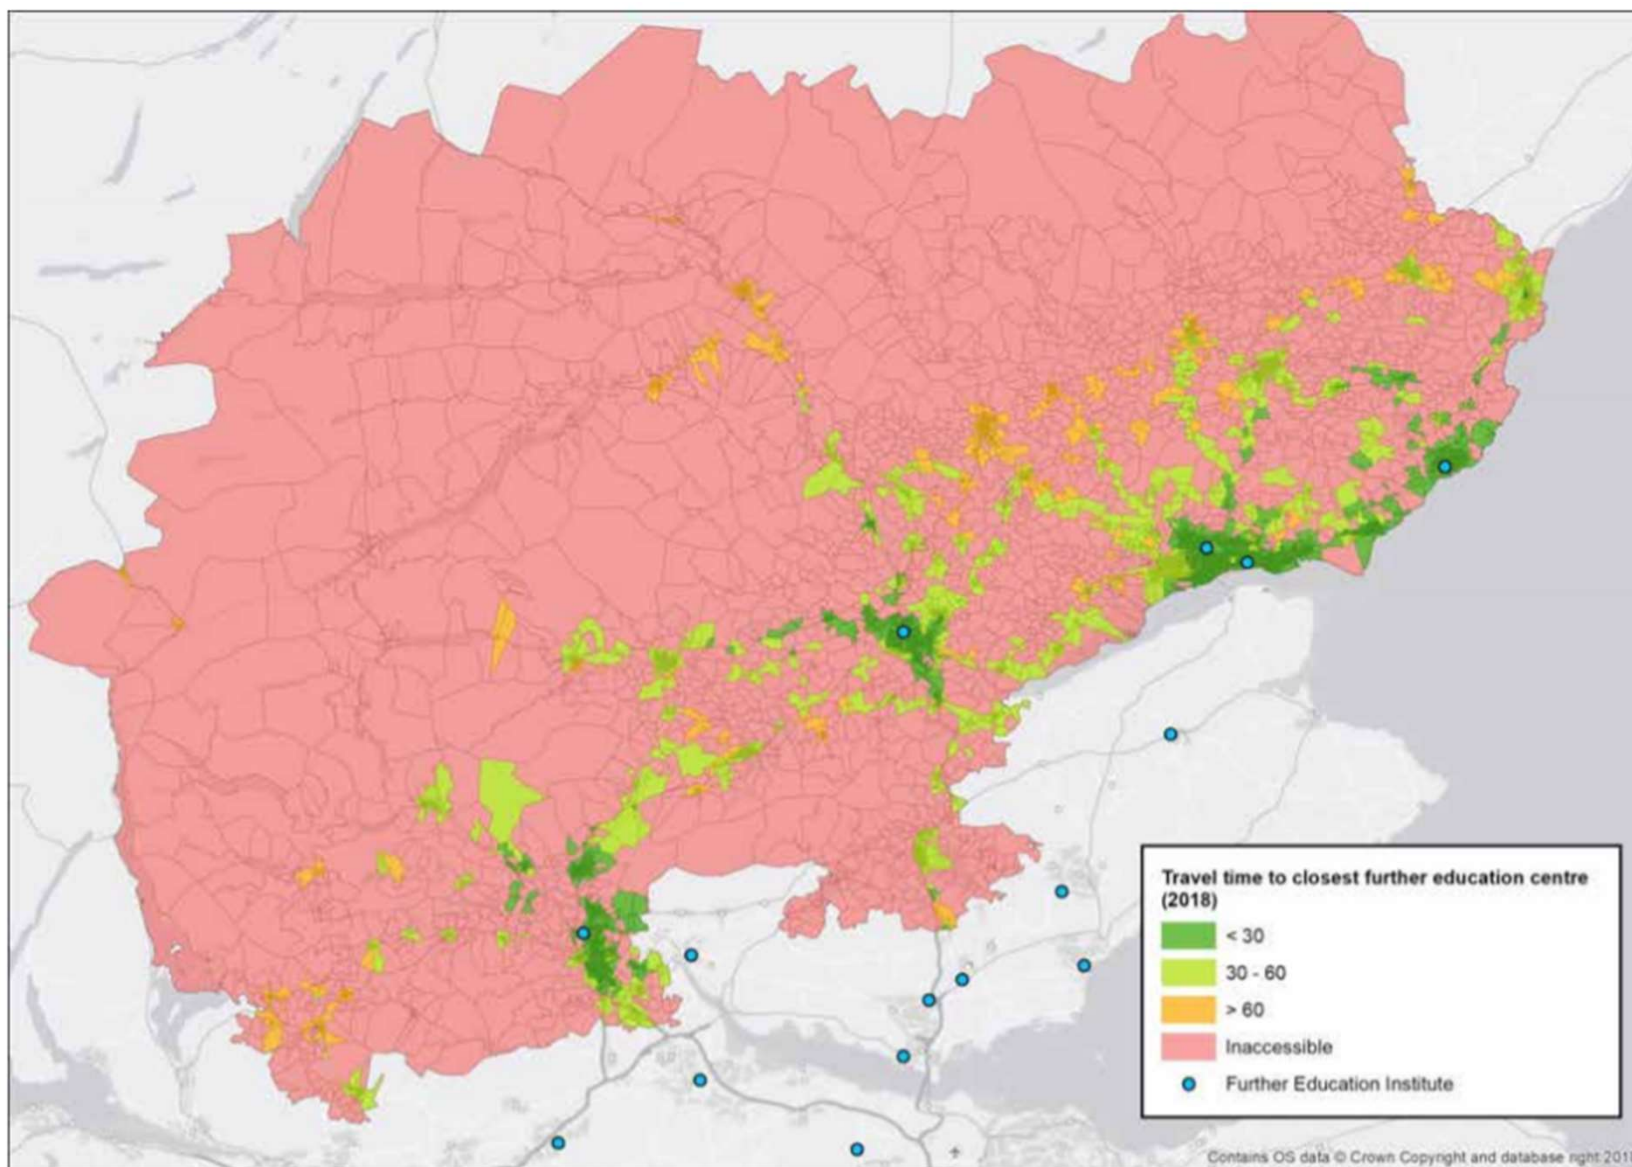 Travel time to closest further education centre
(2018)
< 30
30 - 60
> 60
Inaccessible
Further Education Institute
Contains OS data © Crown Copyright and database right 2018